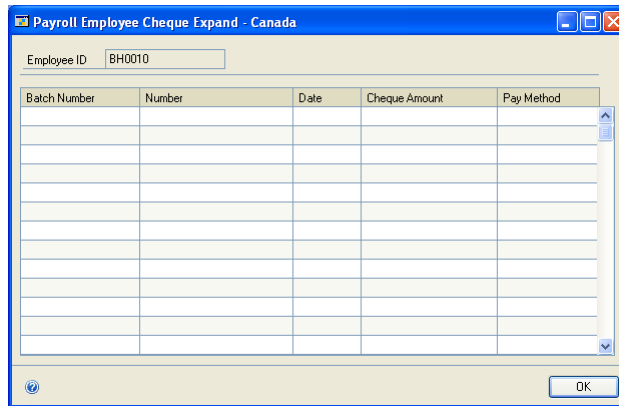 Payroll Employee Cheque Expand - Canada
Employee ID BH0010
Batch Number Number Date Cheque Amount Pay Method
OK